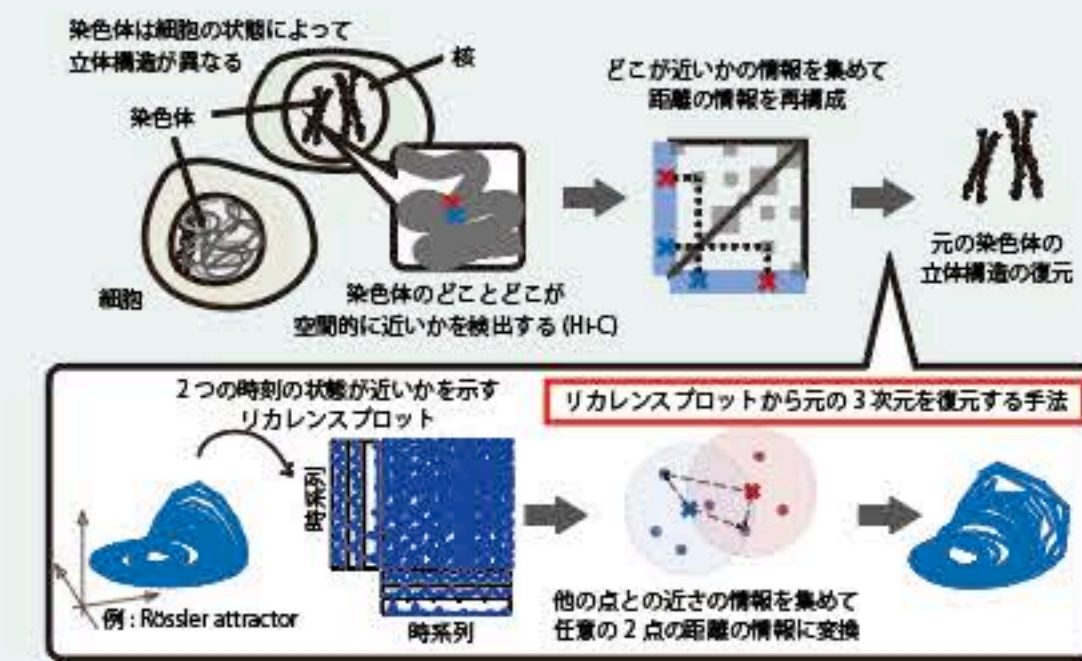 染色体は細胞の状態によって
立体構造が異なる
核
染色体
細胞
染色体のどことどこが
空間的に近いかを検出する (Hi-C)
どこが近いかの情報を集めて
距離の情報を再構成
元の染色体の
立体構造の復元
2つの時刻の状態が近いかを示す
リカレンスプロット
リカレンスプロットから元の3次元を復元する手法
時系列
時系列
例 : Rössler attractor
他の点との近さの情報を集めて
任意の2点の距離の情報に変換